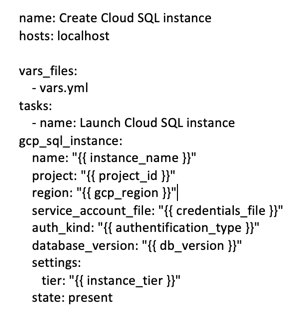 name: Create Cloud SQL instance
hosts: localhost
vars_files:
- vars.yml
tasks:
- name: Launch Cloud SQL instance
gcp_sql_instance:
name: "{{ instance_name }}"
project: "{{ project_id }}"
region: "{{ gcp_region }}"
service_account_file: "{{ credentials_file }}"
auth_kind: "{{ authentification_type }}"
database_version: "{{ db_version }}"
settings:
tier: "{{ instance_tier }}"
state: present